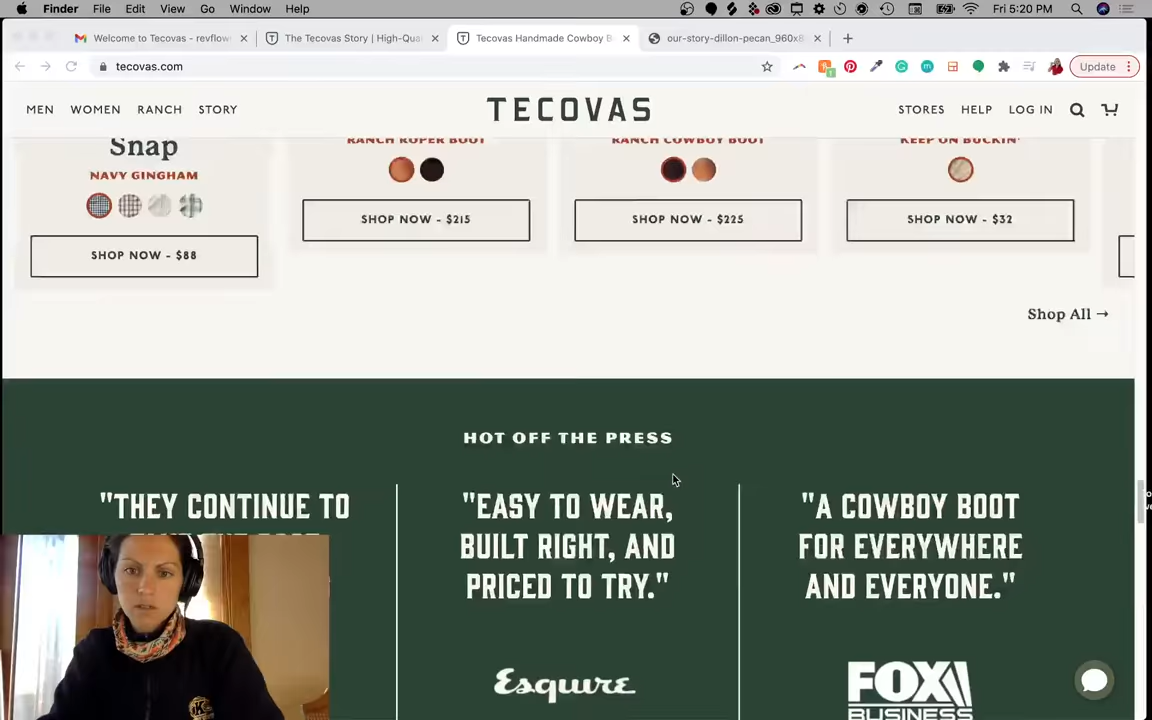 Finder File Edit View Go Window Help Fri 5:20 PM
Welcome to Tecovas - revflow
The Tecovas Story | High-Qua
Tecovas Handmade Cowboy B
our-story-dillon-pecan_960x8
tecovas.com
Update
MEN WOMEN RANCH STORY
TECOVAS
STORES HELP LOG IN
Snap
NAVY GINGHAM
SHOP NOW - $88
RANCH ROPER BOOT
SHOP NOW - $215
RANCH COWBOY BOOT
SHOP NOW - $225
KEEP ON BUCKIN'
SHOP NOW - $32
Shop All →
HOT OFF THE PRESS
"THEY CONTINUE TO
"EASY TO WEAR,
BUILT RIGHT, AND
PRICED TO TRY."
Esquire
"A COWBOY BOOT
FOR EVERYWHERE
AND EVERYONE."
FOX
BUSINESS